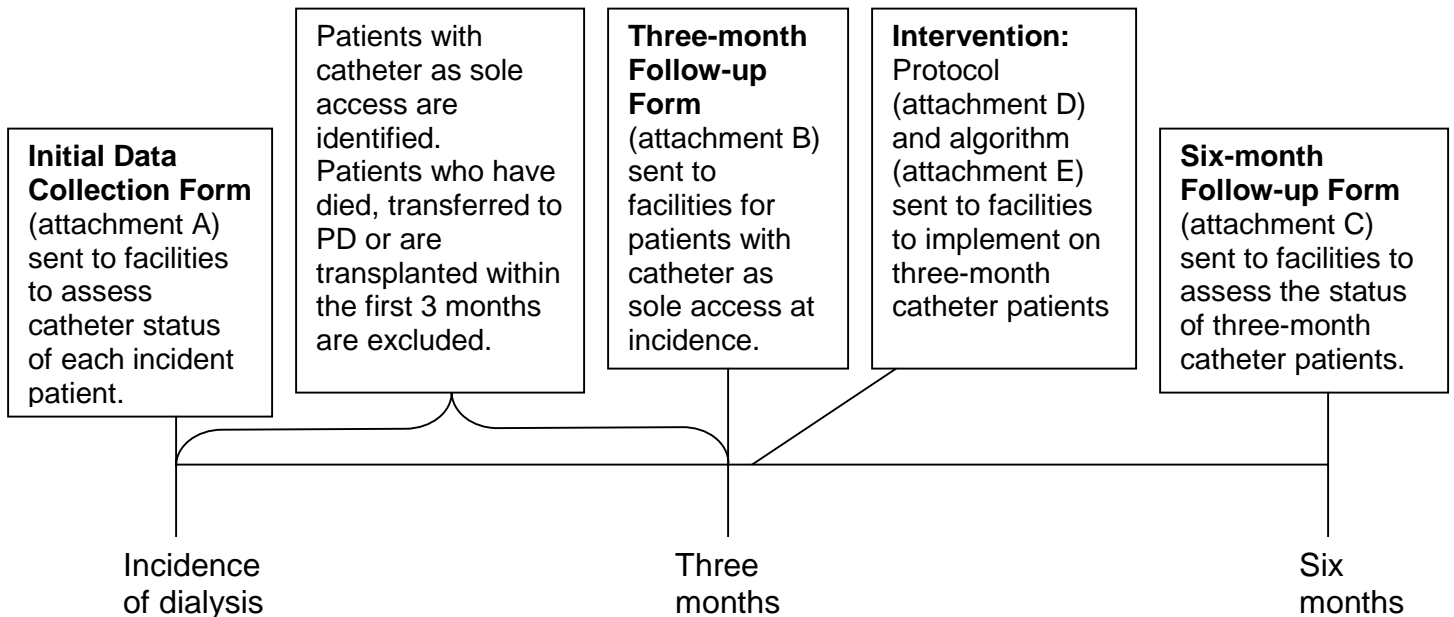 Initial Data
Collection Form
(attachment A)
sent to facilities
to assess
catheter status
of each incident
patient.
Patients with
catheter as sole
access are
identified.
Patients who have
died, transferred to
PD or are
transplanted within
the first 3 months
are excluded.
Three-month
Follow-up
Form
(attachment B)
sent to
facilities for
patients with
catheter as
sole access at
incidence.
Intervention:
Protocol
(attachment D)
and algorithm
(attachment E)
sent to facilities
to implement on
three-month
catheter patients
Six-month
Follow-up Form
(attachment C)
sent to facilities to
assess the status
of three-month
catheter patients.
Incidence
of dialysis
Three
months
Six
months